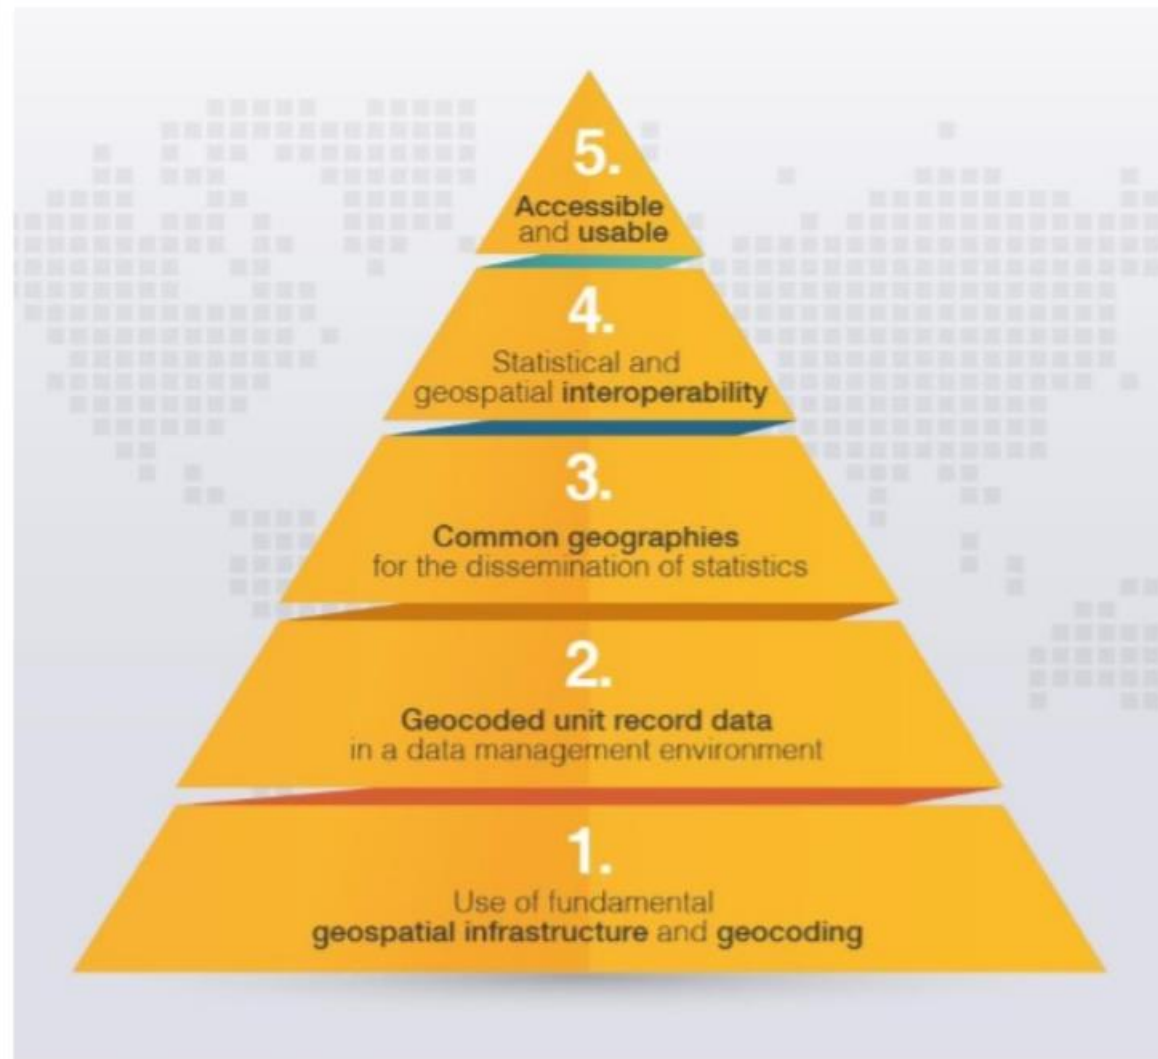 5.
Accessible
and usable
4.
Statistical and
geospatial interoperability
3.
Common geographies
for the dissemination of statistics
2.
Geocoded unit record data
in a data management environment
1.
Use of fundamental
geospatial infrastructure and geocoding